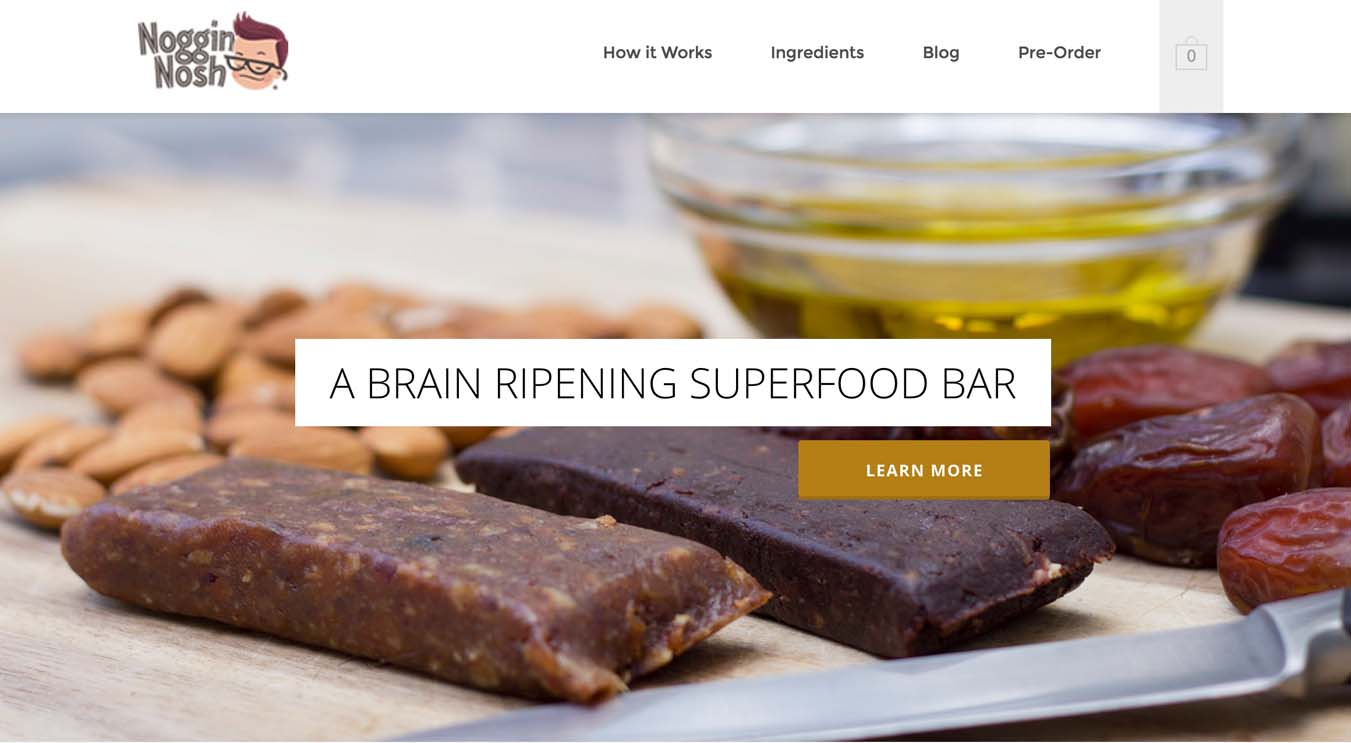 Noggin
Nosh
How it Works
Ingredients
Blog
Pre-Order
0
A BRAIN RIPENING SUPERFOOD BAR
LEARN MORE